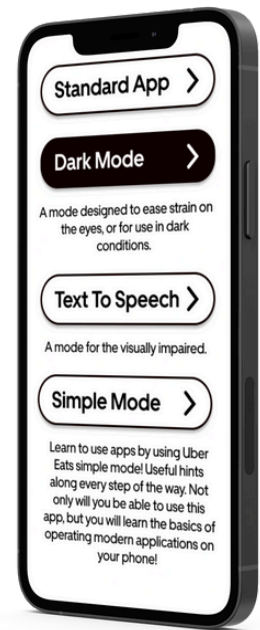 Standard App
Dark Mode
A mode designed to ease strain on
the eyes, or for use in dark
conditions.
Text To Speech
A mode for the visually impaired.
Simple Mode
Learn to use apps by using Uber
Eats simple mode! Useful hints
along every step of the way. Not
only will you be able to use this
app, but you will learn the basics of
operating modern applications on
your phone!